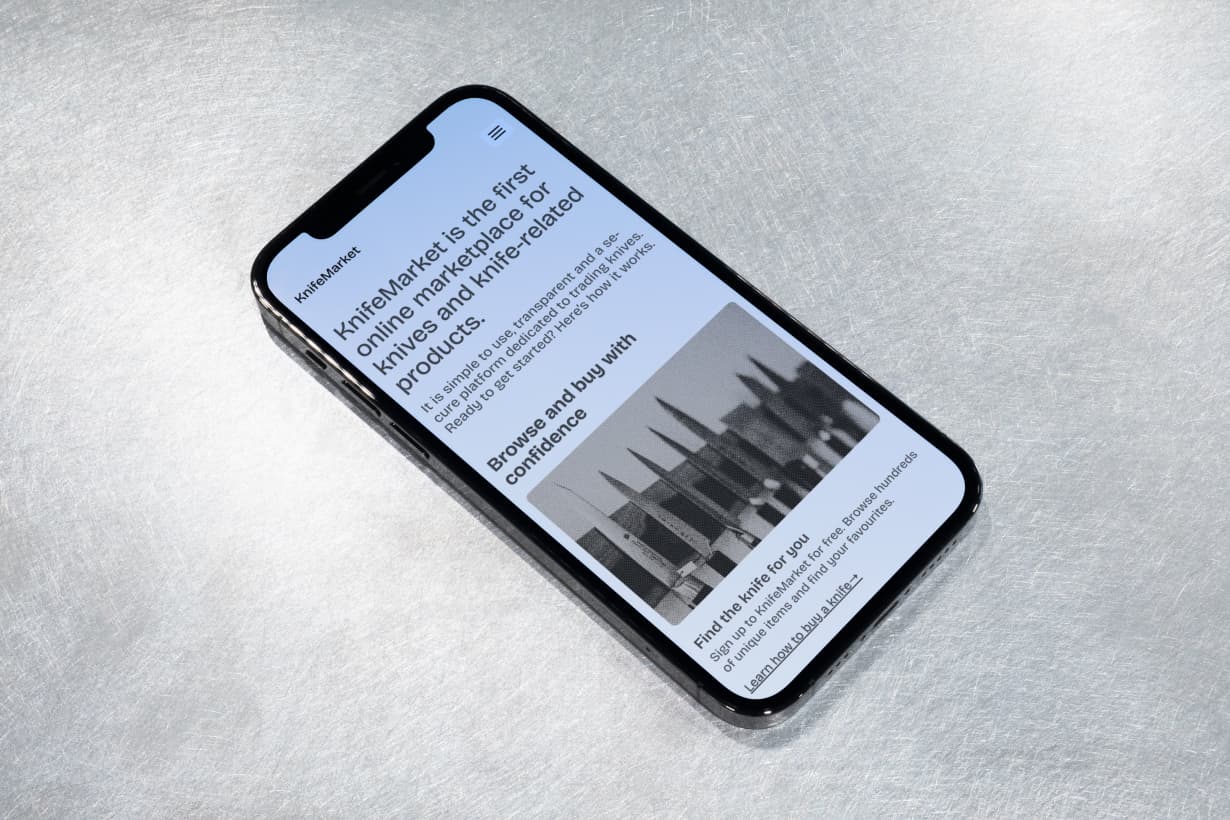 KnifeMarket
KnifeMarket is the first
online marketplace for
knives and knife-related
products.
It is simple to use, transparent and a se-
cure platform dedicated to trading knives.
Ready to get started? Here's how it works.
Browse and buy with
confidence
Find the knife for you
Sign up to KnifeMarket for free. Browse hundreds
of unique items and find your favourites.
Learn how to buy a knife→